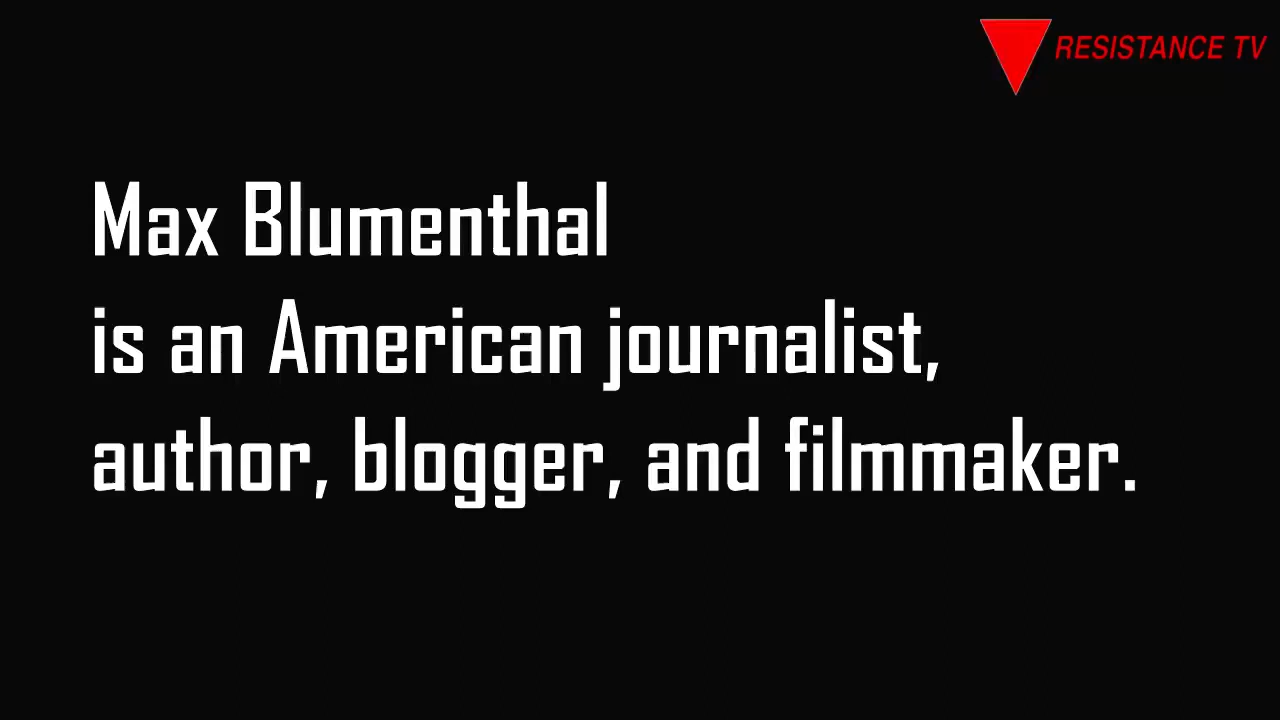 RESISTANCE TV
Max Blumenthal
is an American journalist,
author, blogger, and filmmaker.